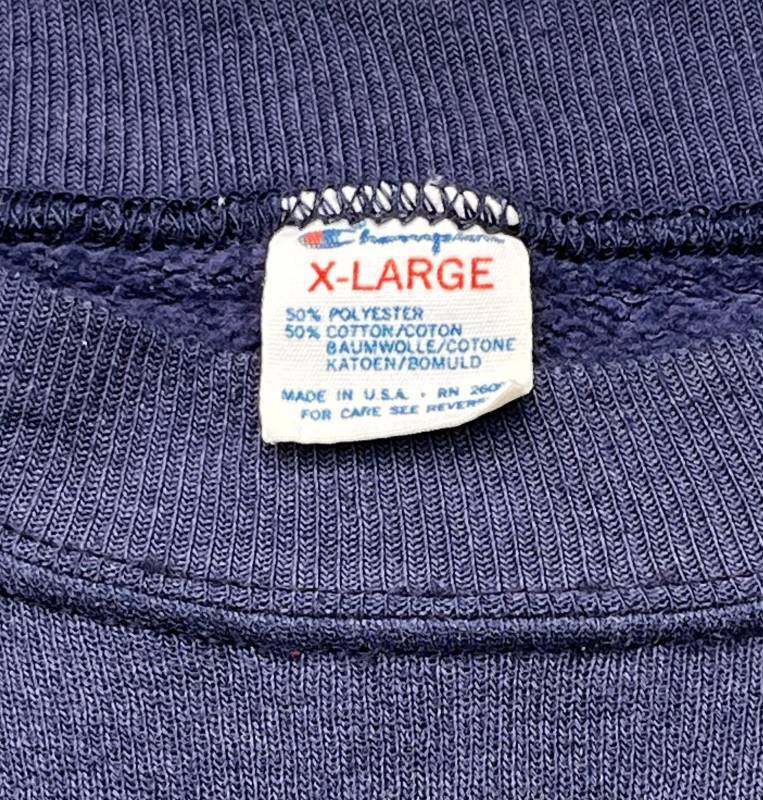 Champion
X-LARGE
50% POLYESTER
50% COTTON/COTON
BAUMWOLLE/COTONE
KATOEN/BOMULD
MADE IN U.S.A. • RN
FOR CARE SEE